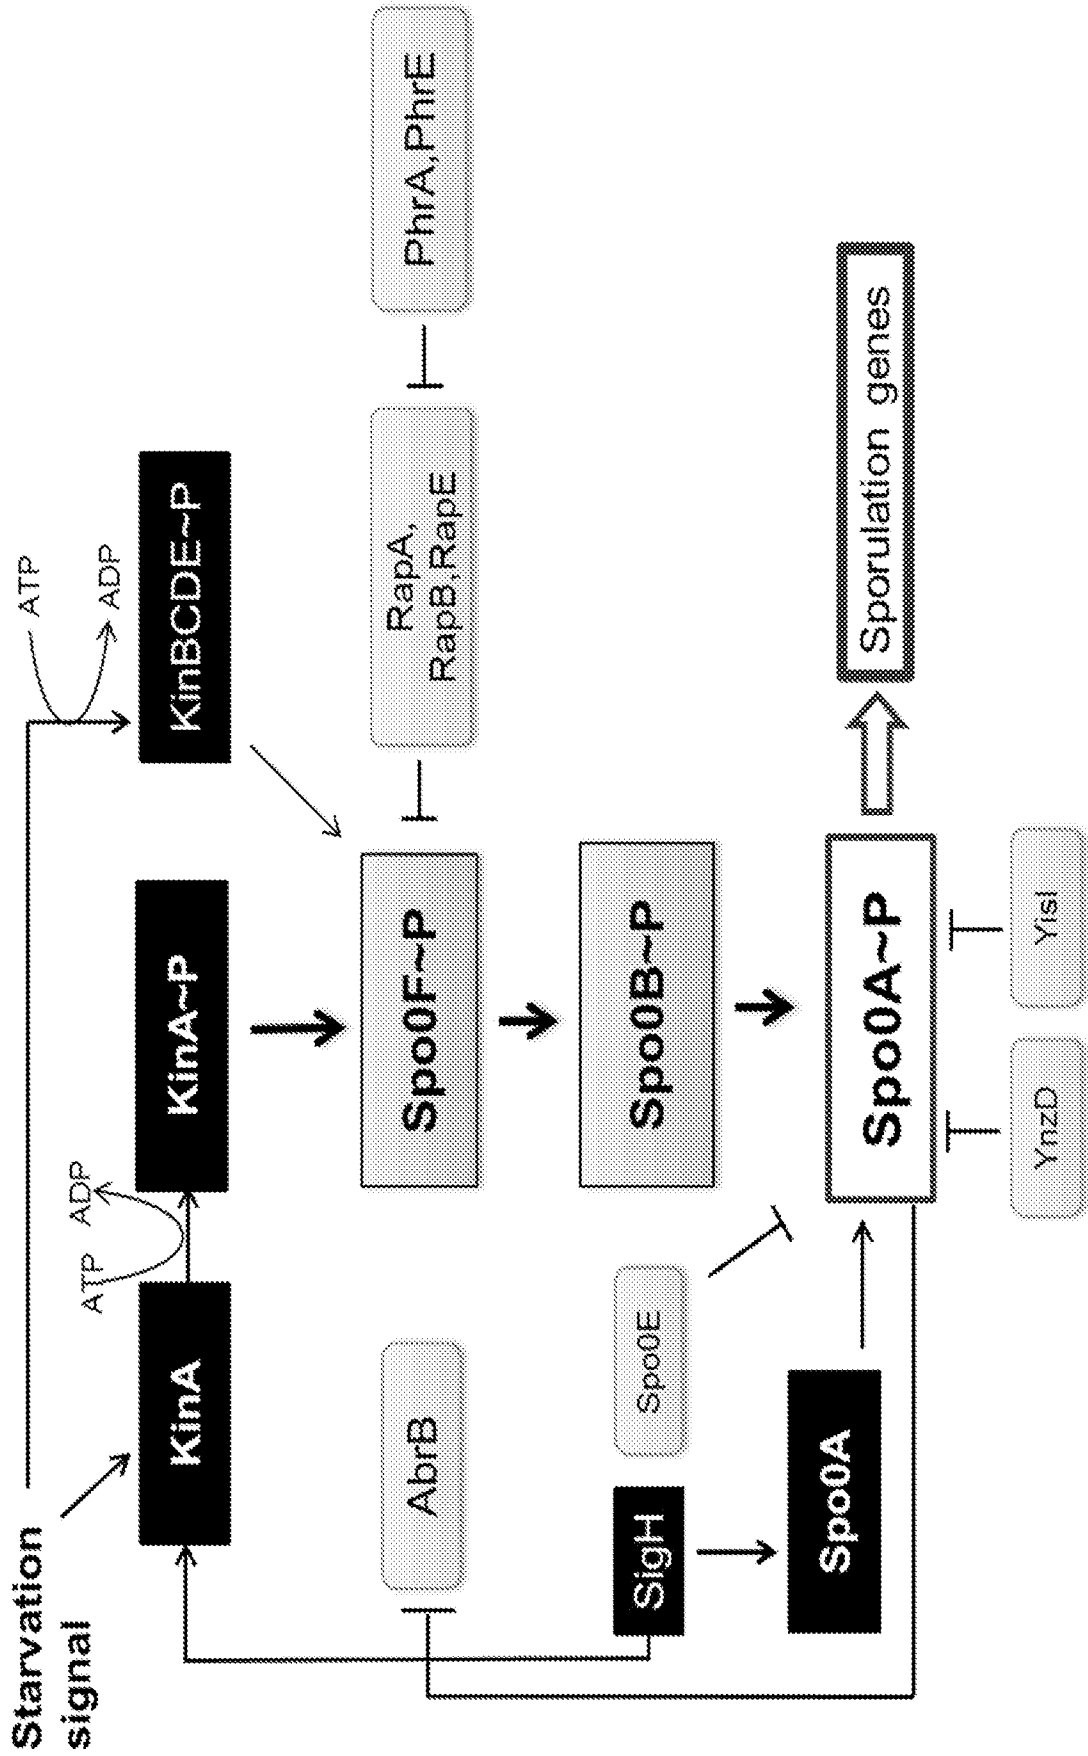 Starvation
signal
ATP
ADP
ATP
ADP
KinA
KinA~P
KinBCDE~P
AbrB
Spo0F~P
RapA,
RapB,RapE
PhrA,PhrE
SigH
Spo0E
Spo0B~P
Spo0A
Spo0A~P
Sporulation genes
YnzD
YisI